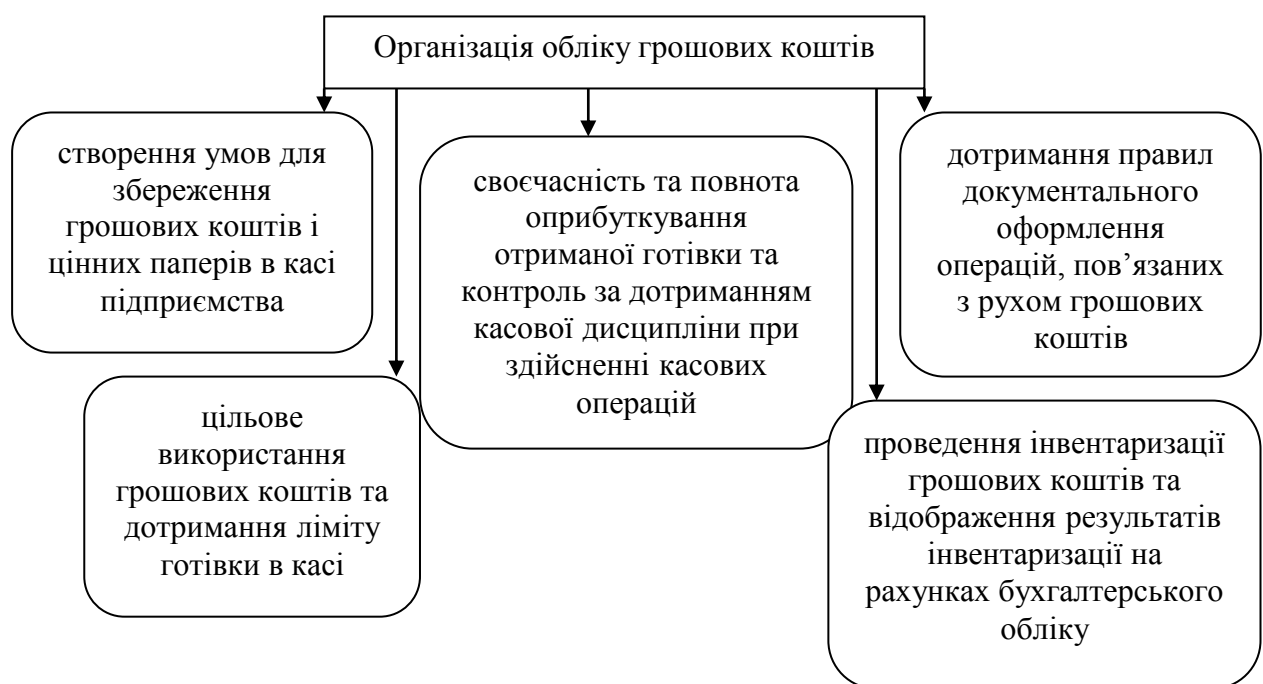 Організація обліку грошових коштів
створення умов для
збереження
грошових коштів і
цінних паперів в касі
підприємства
своєчасність та повнота
оприбуткування
отриманої готівки та
контроль за дотриманням
касової дисципліни при
здійсненні касових
операцій
дотримання правил
документального
оформлення
операцій, пов’язаних
з рухом грошових
коштів
цільове
використання
грошових коштів та
дотримання ліміту
готівки в касі
проведення інвентаризації
грошових коштів та
відображення результатів
інвентаризації на
рахунках бухгалтерського
обліку